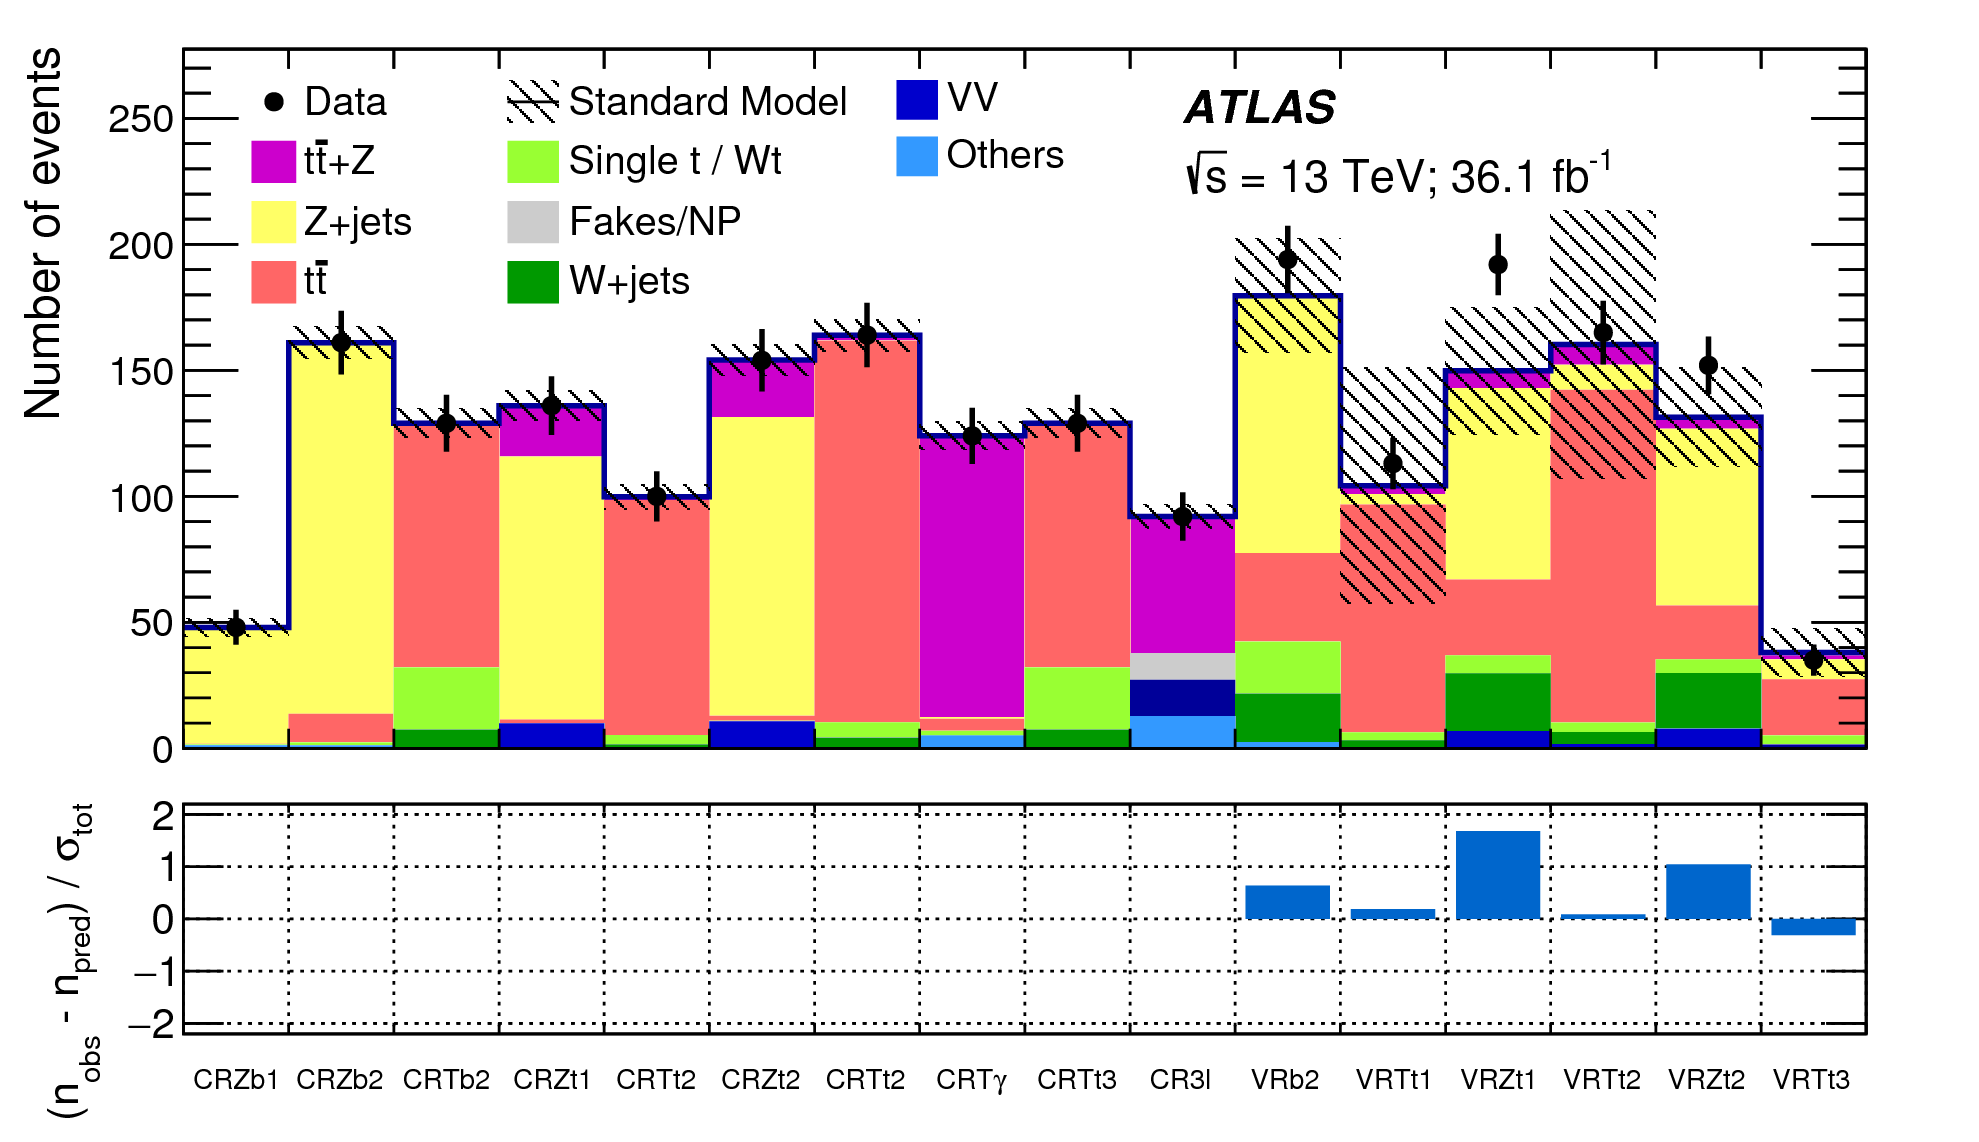 Number of events
250
200
150
100
50
0
Data
tt̄+Z
Z+jets
tt̄
Standard Model
Single t / Wt
Fakes/NP
W+jets
VV
Others
ATLAS
√s = 13 TeV; 36.1 fb⁻¹
(n_obs - n_pred) / σ_tot
2
1
0
−1
−2
CRZb1 CRZb2 CRTb2 CRZt1 CRTt2 CRZt2 CRTt2 CRTγ CRTt3 CR3l VRb2 VRTt1 VRZt1 VRTt2 VRZt2 VRTt3